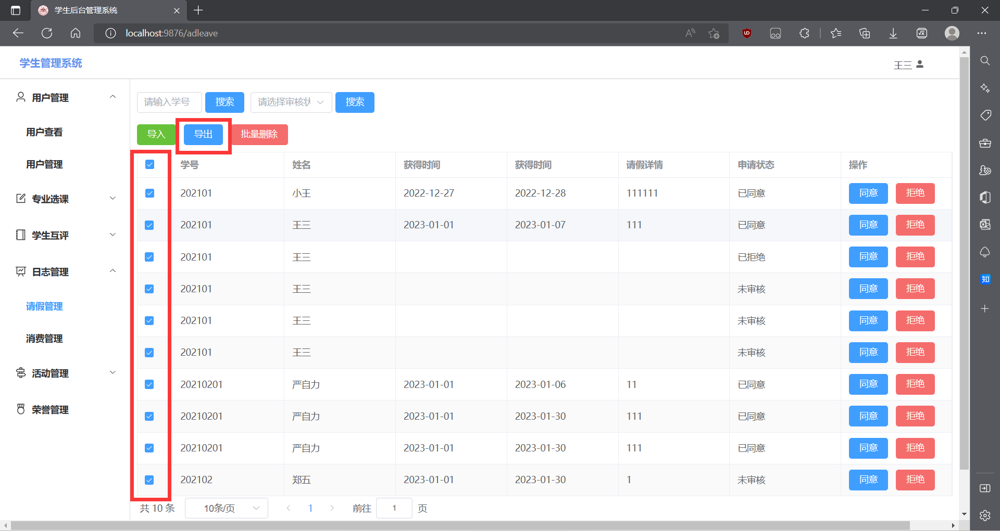 学生后台管理系统
localhost:9876/adleave
学生管理系统
王三
用户管理
用户查看
用户管理
专业选课
学生互评
日志管理
请假管理
消费管理
活动管理
荣誉管理
请输入学号 搜索 请选择审核状 搜索
导入 导出 批量删除
学号 姓名 获得时间 获得时间 请假详情 申请状态 操作
202101 小王 2022-12-27 2022-12-28 111111 已同意 同意 拒绝
202101 王三 2023-01-01 2023-01-07 111 已同意 同意 拒绝
202101 王三 已拒绝 同意 拒绝
202101 王三 未审核 同意 拒绝
202101 王三 未审核 同意 拒绝
202101 王三 未审核 同意 拒绝
20210201 严自力 2023-01-01 2023-01-06 11 已同意 同意 拒绝
20210201 严自力 2023-01-01 2023-01-30 111 已同意 同意 拒绝
20210201 严自力 2023-01-01 2023-01-30 111 已同意 同意 拒绝
202102 郑五 2023-01-01 2023-01-30 1 未审核 同意 拒绝
共 10 条 10条/页 1 前往 1 页
知